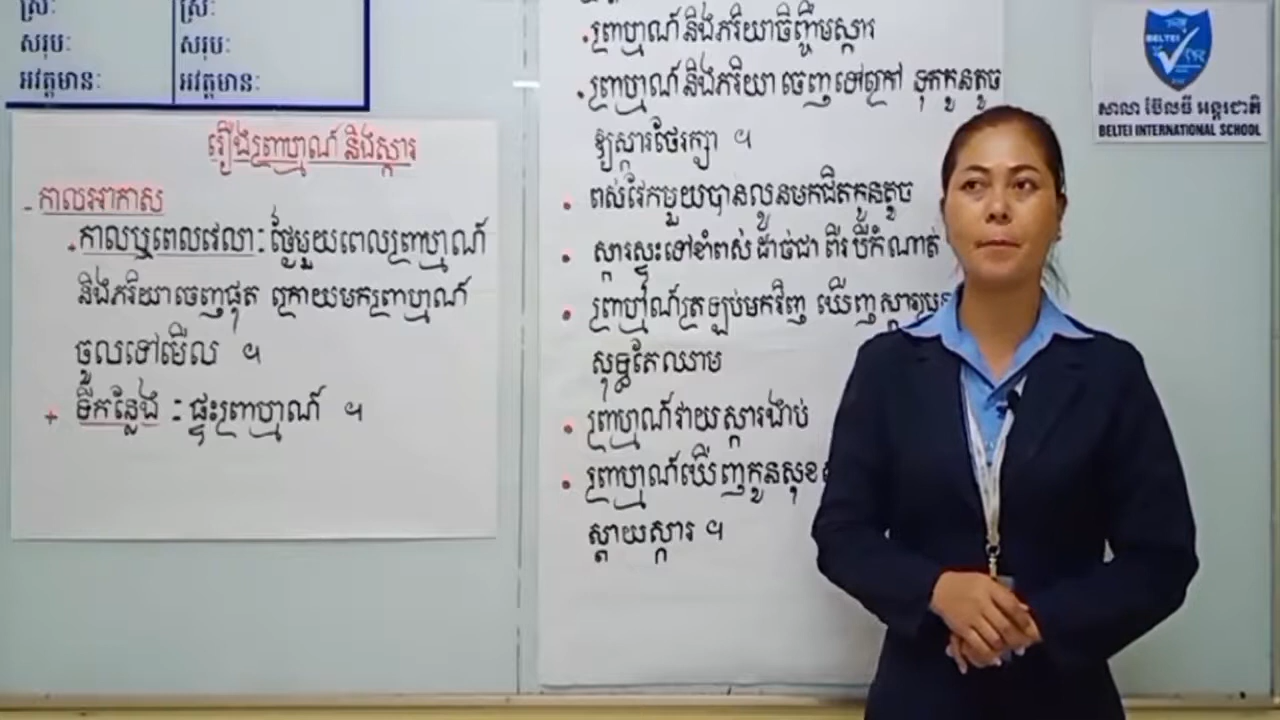 ស្រីៈ ស្រីៈ
សរុបៈ សរុបៈ
អវត្តមានៈ អវត្តមានៈ
រឿងព្រាហ្មណ៍ និងស្ការ
- កាលអាកាស
កាលឬពេលវេលាៈ ថ្ងៃមួយពេលព្រាហ្មណ៍
និងភរិយាចេញផុត ឮកាយមកព្រាហ្មណ៍
ចូលទៅមើល ។
+ ទីកន្លែង ៈ ផ្ទះព្រាហ្មណ៍ ។
• ព្រាហ្មណ៍និងភរិយាចិញ្ចឹមស្ការ
• ព្រាហ្មណ៍និងភរិយា ចេញទៅក្រៅ ទុកកូនតូច
ឱ្យស្ការថែរក្សា ។
• ពស់វែកមួយបានលូនមកជិតកូនតូច
• ស្ការស្ទុះទៅខាំពស់ ដាច់ជា ពីរ បីកំណាត់
• ព្រាហ្មណ៍ត្រឡប់មកវិញ ឃើញស្ការ
សុទ្ធតែឈាម
• ព្រាហ្មណ៍វាយស្ការងាប់
• ព្រាហ្មណ៍ឃើញកូនសុខ
ស្តាយស្ការ ។
BELTEI
សាលា ប៊ែលធី អន្តរជាតិ
BELTEI INTERNATIONAL SCHOOL